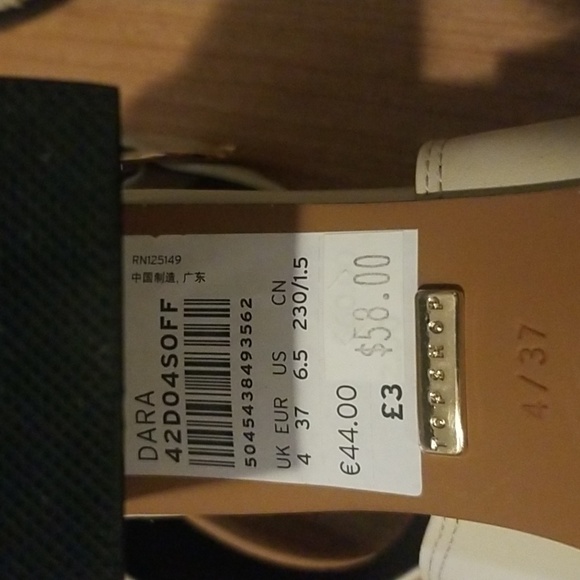 RN125149
中国制造, 广东
DARA
42D04SOFF
5045438493562
UK EUR US CN
4 37 6.5 230/1.5
€44.00 $58.00
£3
TOPSHOP
4/37